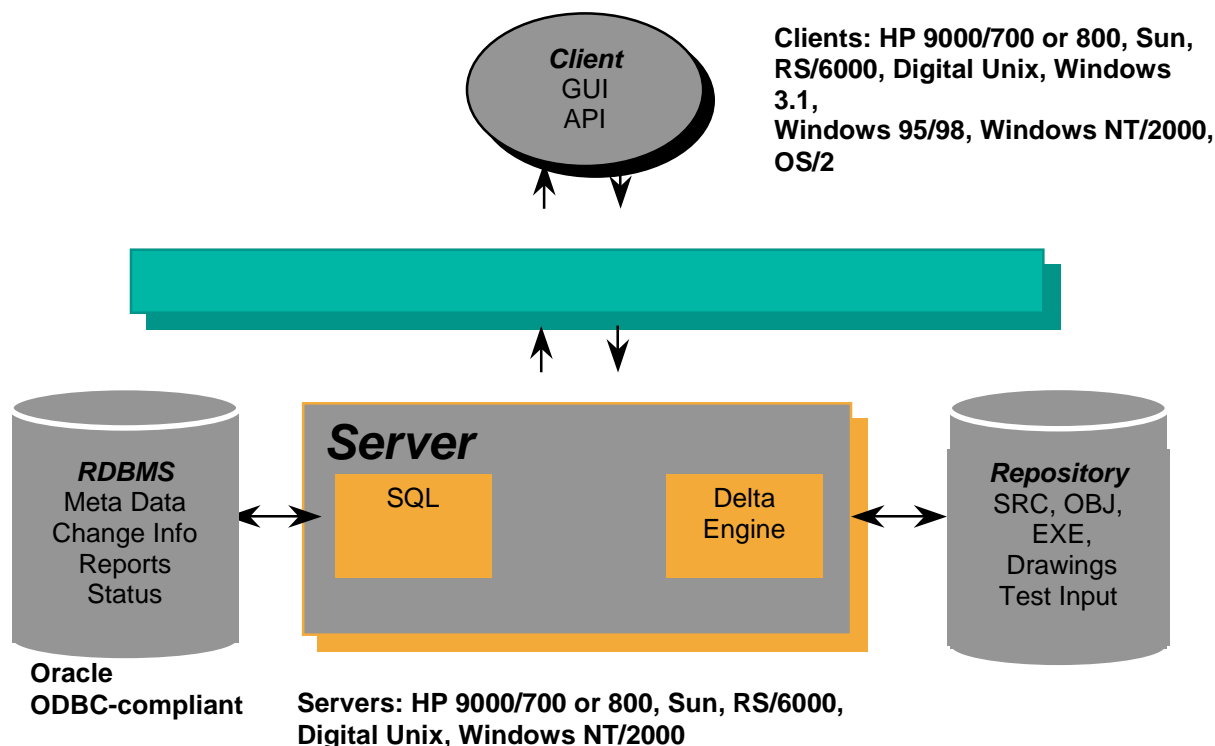 Client
GUI
API
Clients: HP 9000/700 or 800, Sun,
RS/6000, Digital Unix, Windows
3.1,
Windows 95/98, Windows NT/2000,
OS/2
RDBMS
Meta Data
Change Info
Reports
Status
Oracle
ODBC-compliant
Server
SQL
Delta
Engine
Servers: HP 9000/700 or 800, Sun, RS/6000,
Digital Unix, Windows NT/2000
Repository
SRC, OBJ,
EXE,
Drawings
Test Input